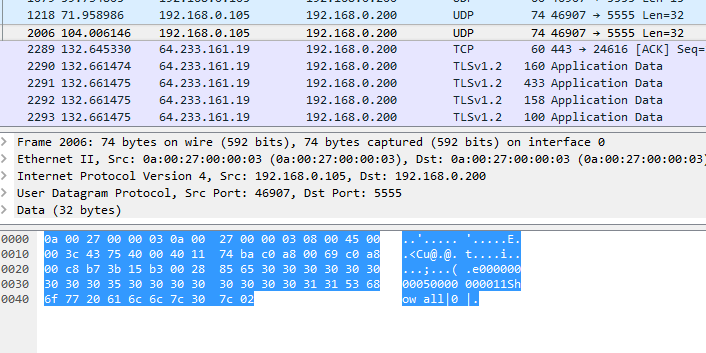 1218 71.958986 192.168.0.105 192.168.0.200 UDP 74 46907 → 5555 Len=32
2006 104.006146 192.168.0.105 192.168.0.200 UDP 74 46907 → 5555 Len=32
2289 132.645330 64.233.161.19 192.168.0.200 TCP 60 443 → 24616 [ACK] Seq=
2290 132.661474 64.233.161.19 192.168.0.200 TLSv1.2 160 Application Data
2291 132.661475 64.233.161.19 192.168.0.200 TLSv1.2 433 Application Data
2292 132.661475 64.233.161.19 192.168.0.200 TLSv1.2 158 Application Data
2293 132.661475 64.233.161.19 192.168.0.200 TLSv1.2 100 Application Data
Frame 2006: 74 bytes on wire (592 bits), 74 bytes captured (592 bits) on interface 0
Ethernet II, Src: 0a:00:27:00:00:03 (0a:00:27:00:00:03), Dst: 0a:00:27:00:00:03 (0a:00:27:00:00:03)
Internet Protocol Version 4, Src: 192.168.0.105, Dst: 192.168.0.200
User Datagram Protocol, Src Port: 46907, Dst Port: 5555
Data (32 bytes)
0000 0a 00 27 00 00 03 0a 00 27 00 00 03 08 00 45 00 ..'..... '.....E.
0010 00 3c 43 75 40 00 40 11 74 ba c0 a8 00 69 c0 a8 .<Cu@.@. t....i..
0020 00 c8 b7 3b 15 b3 00 28 85 65 30 30 30 30 30 30 ...;...( .e000000
0030 30 30 30 35 30 30 30 30 30 30 30 30 31 31 53 68 00050000 000011Sh
0040 6f 77 20 61 6c 6c 7c 30 7c 02 ow all|0 |.